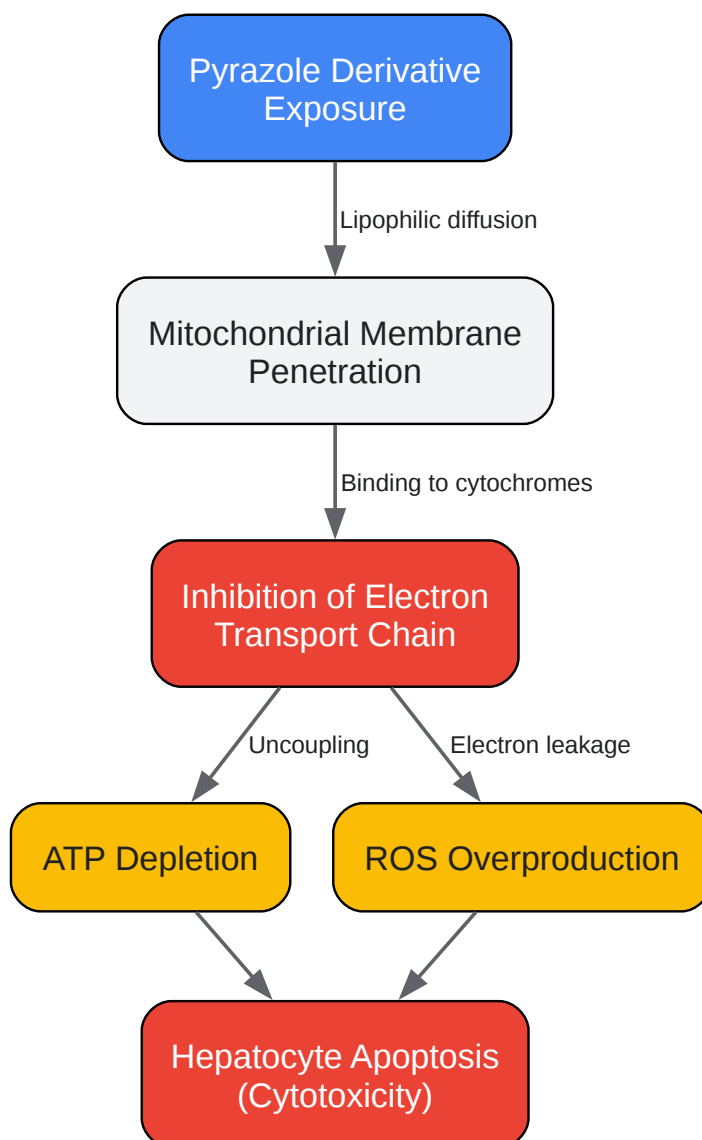 Pyrazole Derivative
Exposure
Lipophilic diffusion
Mitochondrial Membrane
Penetration
Binding to cytochromes
Inhibition of Electron
Transport Chain
Uncoupling
Electron leakage
ATP Depletion
ROS Overproduction
Hepatocyte Apoptosis
(Cytotoxicity)